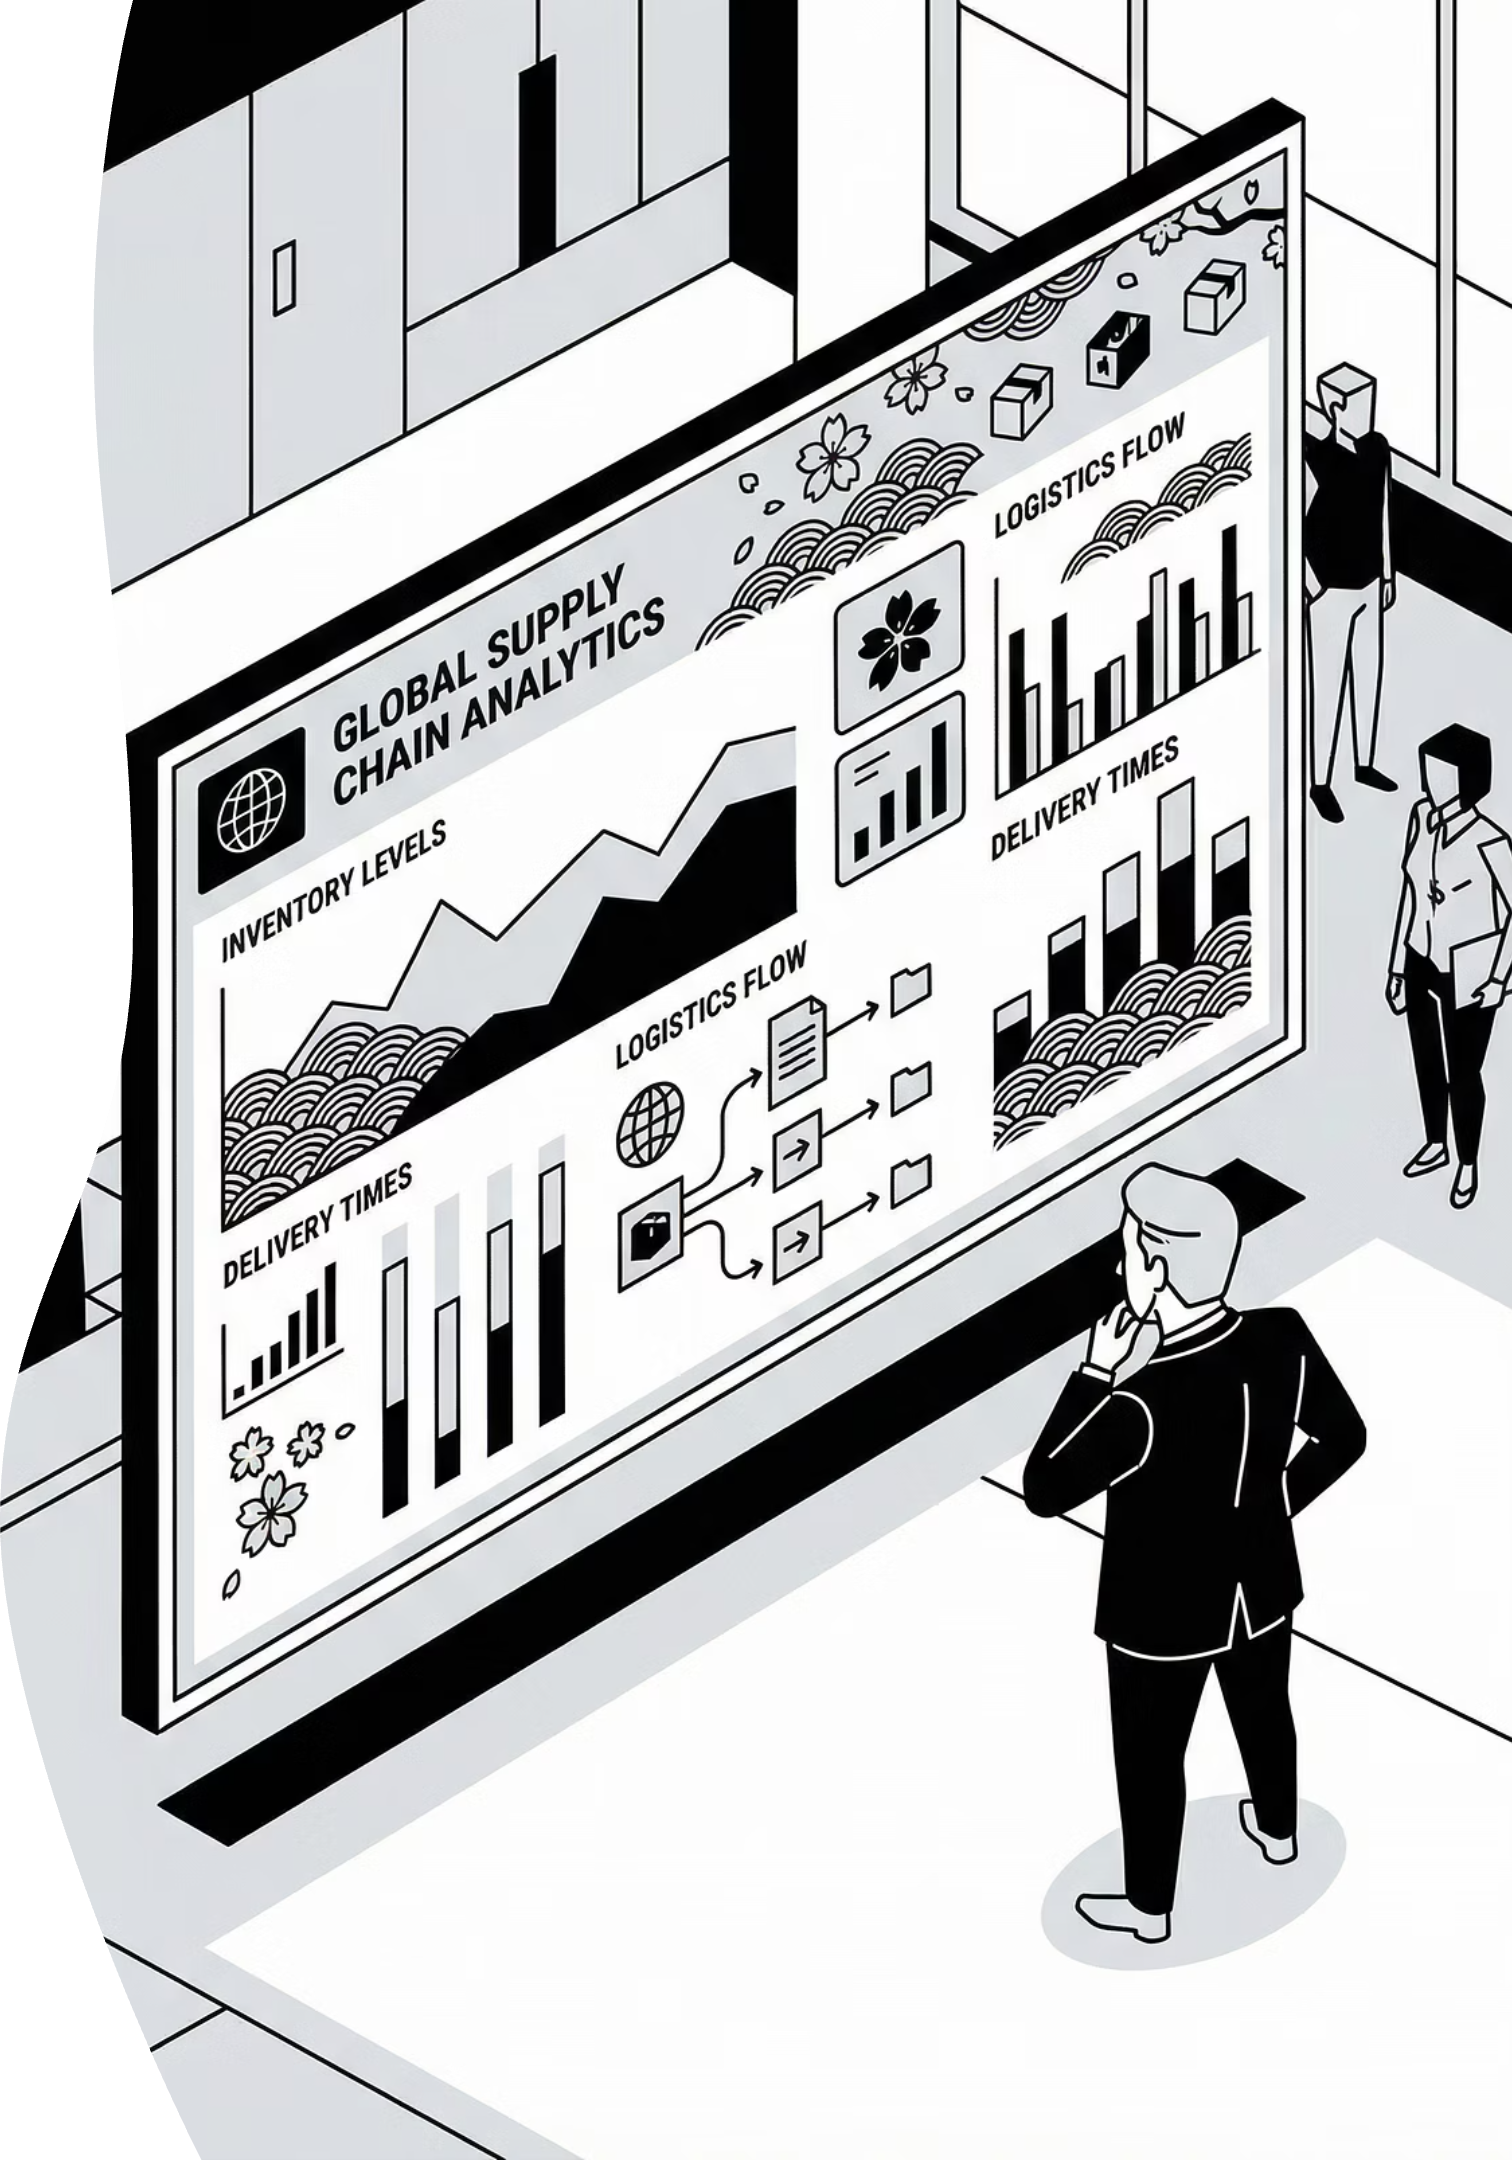 GLOBAL SUPPLY
CHAIN ANALYTICS
INVENTORY LEVELS
DELIVERY TIMES
LOGISTICS FLOW
LOGISTICS FLOW
DELIVERY TIMES